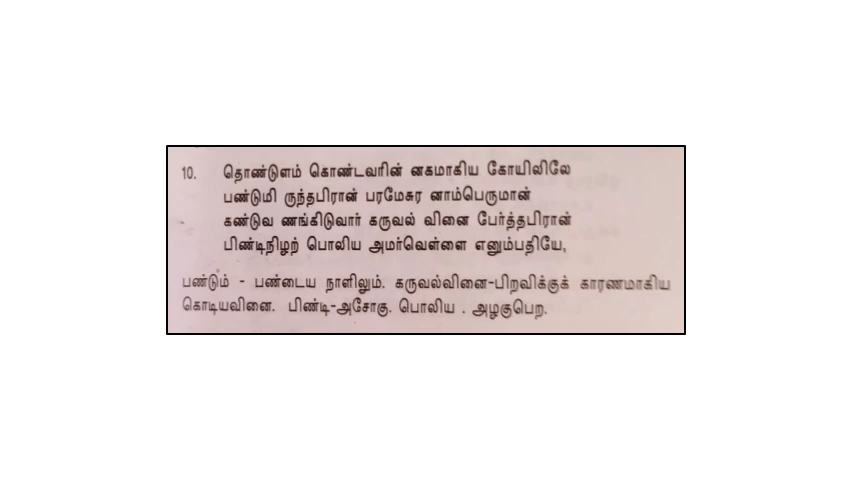 10. தொண்டுளம் கொண்டவரின் னகமாகிய கோயிலிலே
பண்டுமி ருந்தபிரான் பரமேசுர னாம்பெருமான்
கண்டுவ ணங்கிடுவார் கருவல் வினை பேர்த்தபிரான்
பிண்டிநிழற் பொலிய அமர்வெள்ளை எனும்பதியே,
பண்டும் - பண்டைய நாளிலும். கருவல்வினை-பிறவிக்குக் காரணமாகிய
கொடியவினை. பிண்டி-அசோகு. பொலிய . அழகுபெற.